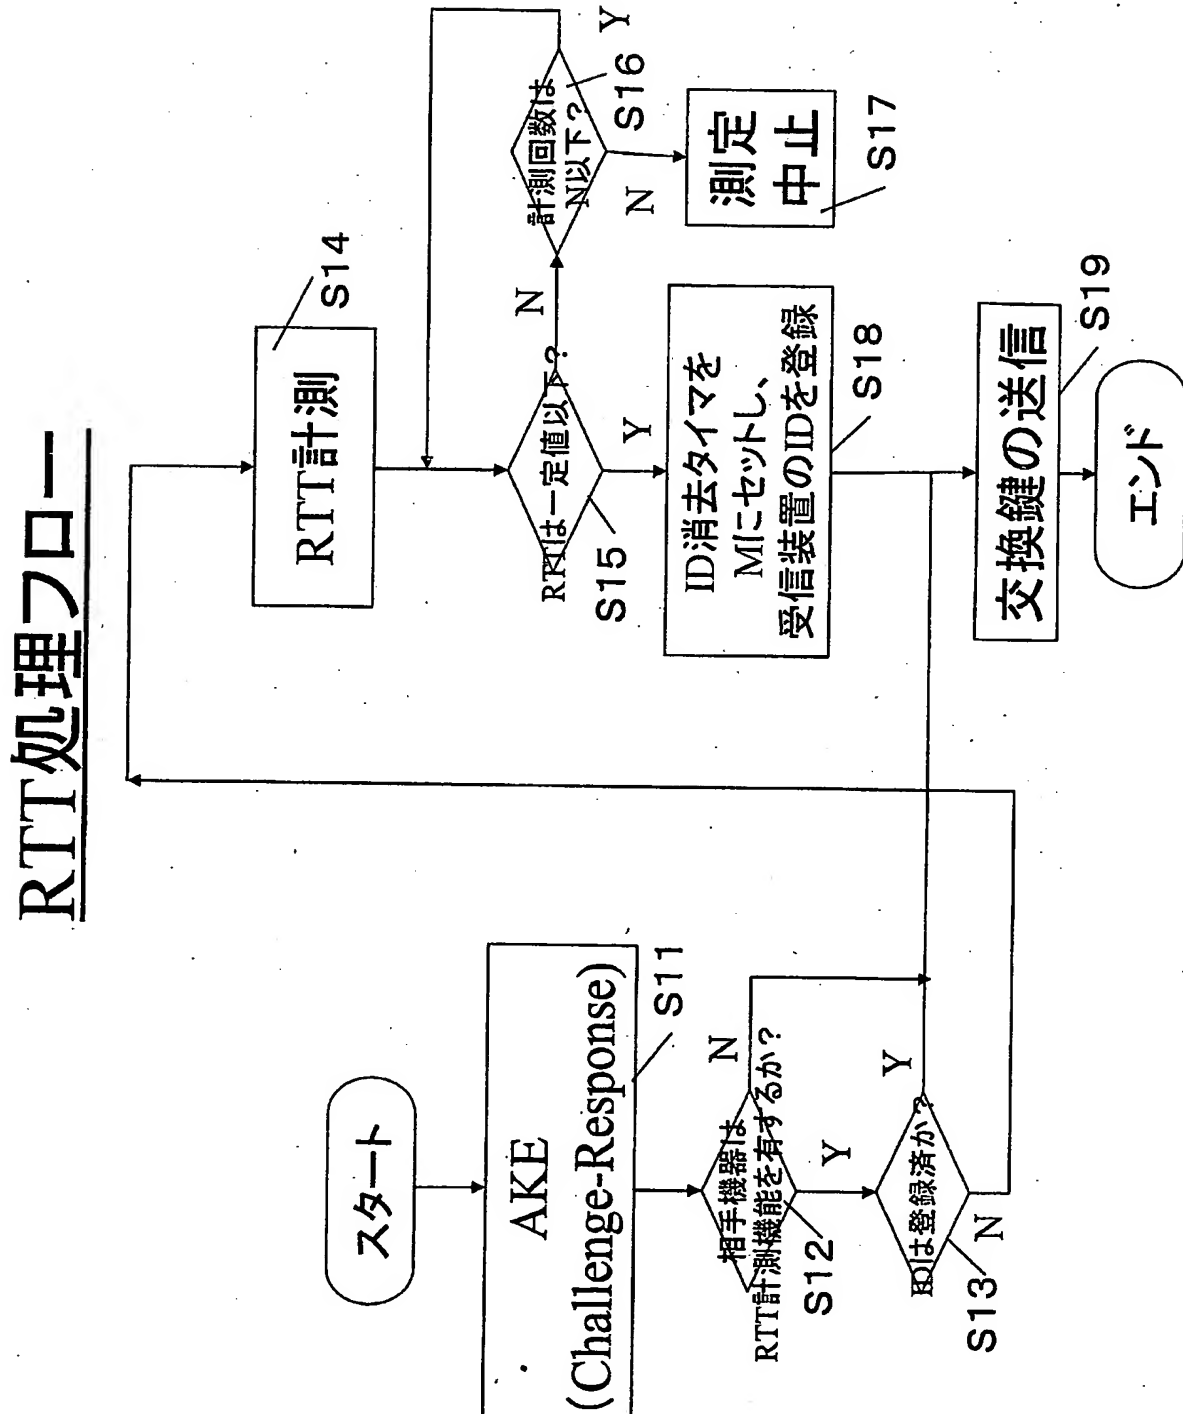 RTT処理フロー
スタート
AKE
(Challenge-Response)
S11
相手機器は
RTT計測機能を有するか?
S12
N
Y
IDは登録済か?
S13
Y
N
RTT計測
S14
RTTは一定値以下?
S15
N
Y
計測回数は
N以下?
S16
Y
N
測定
中止
S17
ID消去タイマを
Mにセットし、
受信装置のIDを登録
S18
交換鍵の送信
S19
エンド